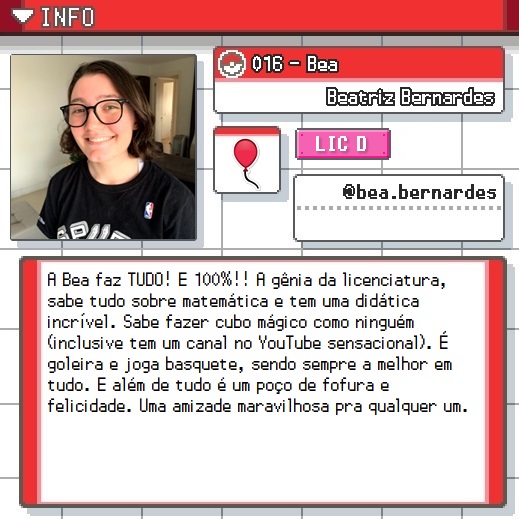 INFO
016 - Bea
Beatriz Bernardes
LIC D
@bea.bernardes
A Bea faz TUDO! E 100%!! A gênia da licenciatura,
sabe tudo sobre matemática e tem uma didática
incrível. Sabe fazer cubo mágico como ninguém
(inclusive tem um canal no YouTube sensacional). É
goleira e joga basquete, sendo sempre a melhor em
tudo. E além de tudo é um poço de fofura e
felicidade. Uma amizade maravilhosa pra qualquer um.